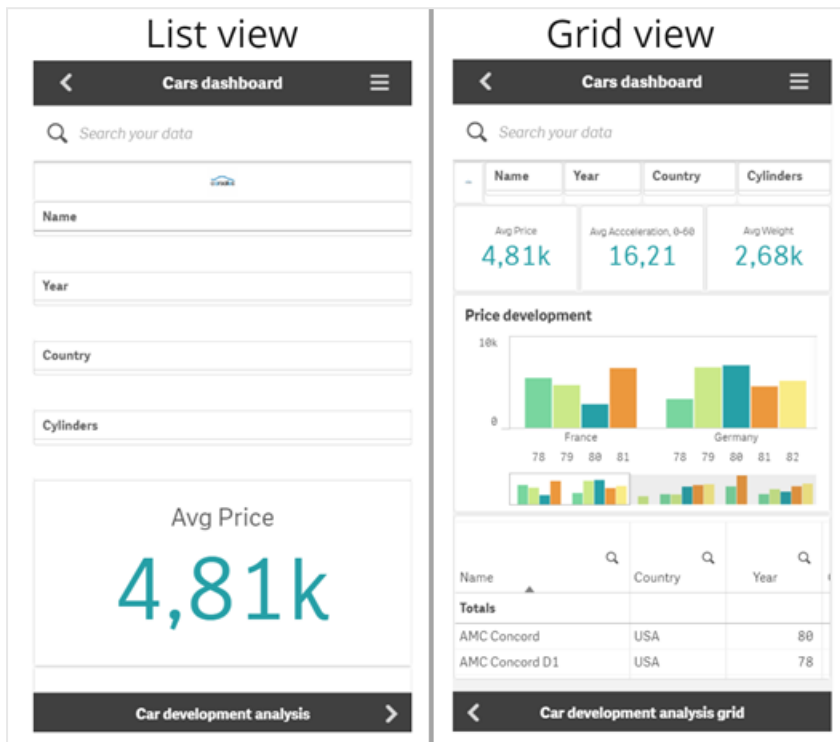 List view
Cars dashboard
Search your data
Name
Year
Country
Cylinders
Avg Price
4,81k
Car development analysis
Grid view
Cars dashboard
Search your data
Name Year Country Cylinders
Avg Price Avg Accceleration, 0-60 Avg Weight
4,81k 16,21 2,68k
Price development
10k
0
France Germany
78 79 80 81 78 79 80 81 82
Name Country Year
Totals
AMC Concord USA 80
AMC Concord D1 USA 78
Car development analysis grid